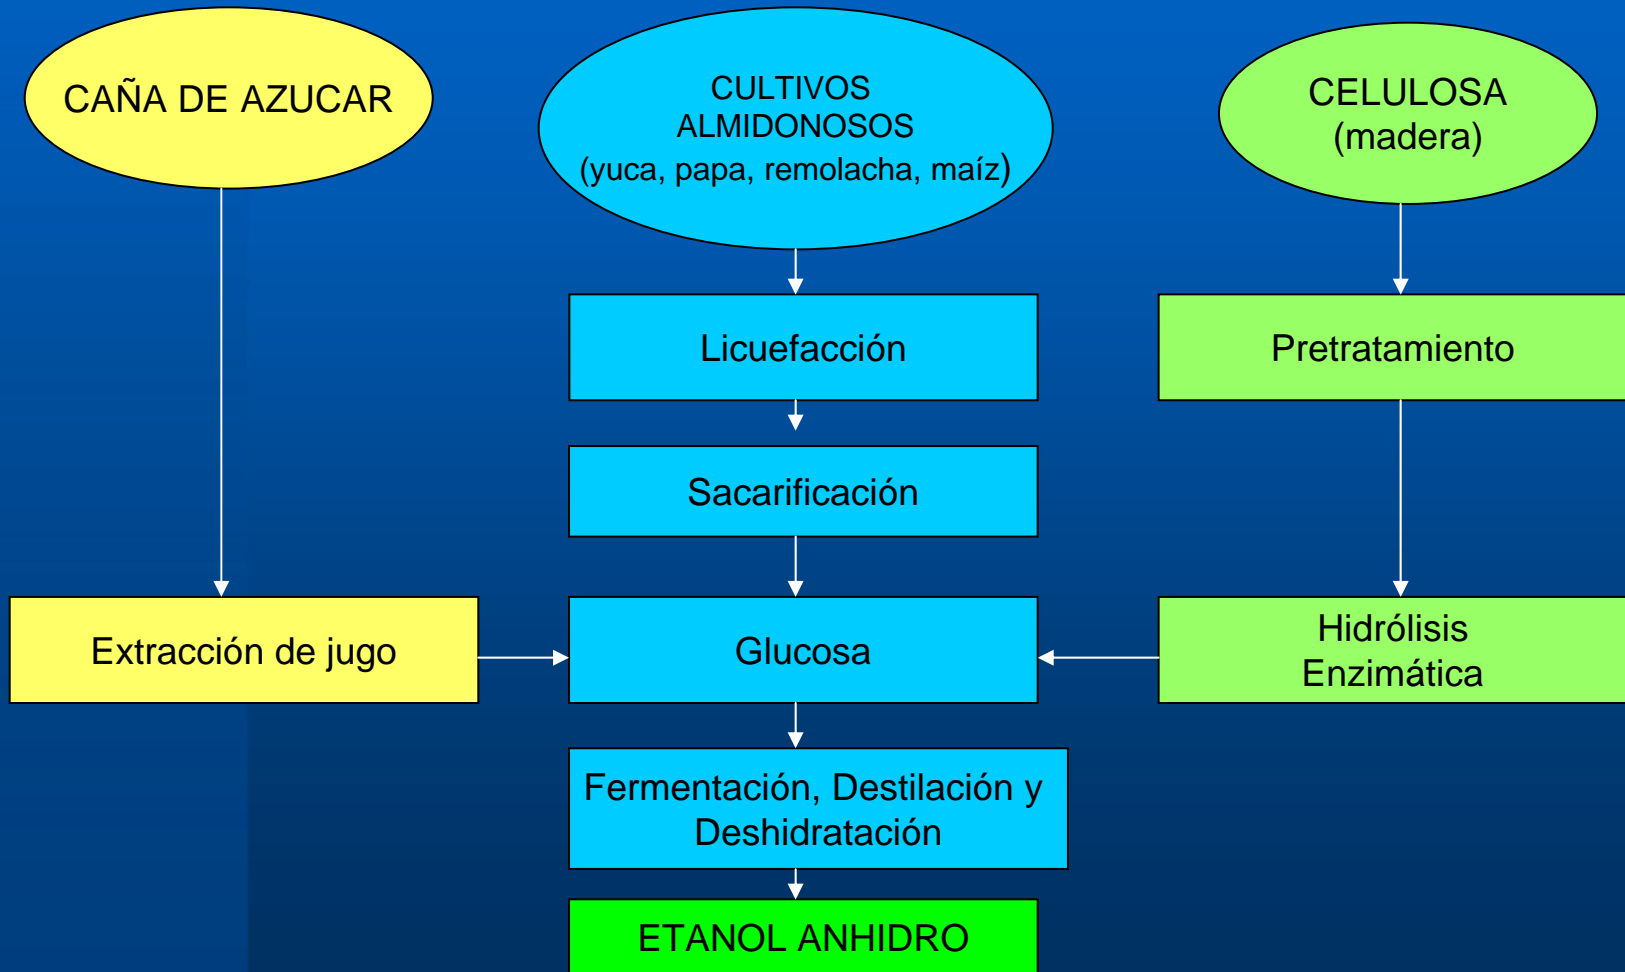 CAÑA DE AZUCAR
CULTIVOS
ALMIDONOSOS
(yuca, papa, remolacha, maíz)
CELULOSA
(madera)
Licuefacción
Pretratamiento
Sacarificación
Extracción de jugo
Glucosa
Hidrólisis
Enzimática
Fermentación, Destilación y
Deshidratación
ETANOL ANHIDRO